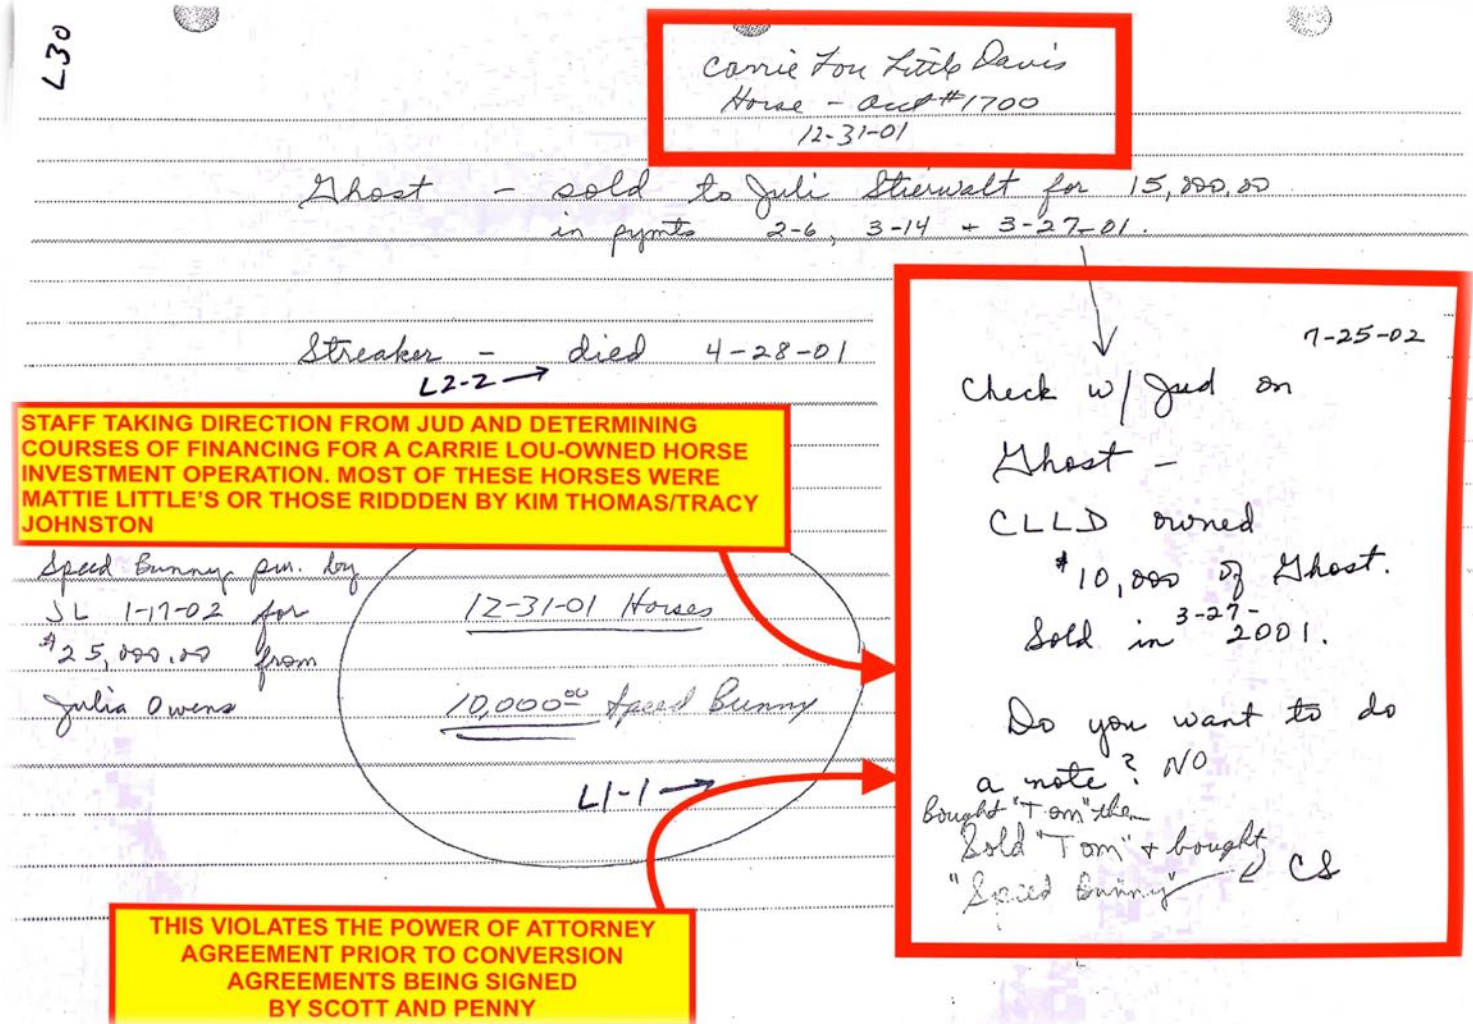 L30
Carrie Lou Little Davis
Horse - Acct #1700
12-31-01
Ghost - sold to Juli Stierwalt for 15,000.00
in pymts 2-6, 3-14 + 3-27-01.
Streaker - died 4-28-01
L2-2 →
7-25-02
Check w/ Jud on
Ghost -
CLLD owned
$10,000 of Ghost.
Sold in 3-27-2001.
Do you want to do
a note? NO
Bought "Tom" then
Sold "Tom" + bought
"Speed Bunny" CS
STAFF TAKING DIRECTION FROM JUD AND DETERMINING
COURSES OF FINANCING FOR A CARRIE LOU-OWNED HORSE
INVESTMENT OPERATION. MOST OF THESE HORSES WERE
MATTIE LITTLE'S OR THOSE RIDDDEN BY KIM THOMAS/TRACY
JOHNSTON
Speed Bunny pur. by
JL 1-17-02 for
$25,000.00 from
Julia Owens
12-31-01 Horses
10,000.00 Speed Bunny
L1-1 →
THIS VIOLATES THE POWER OF ATTORNEY
AGREEMENT PRIOR TO CONVERSION
AGREEMENTS BEING SIGNED
BY SCOTT AND PENNY